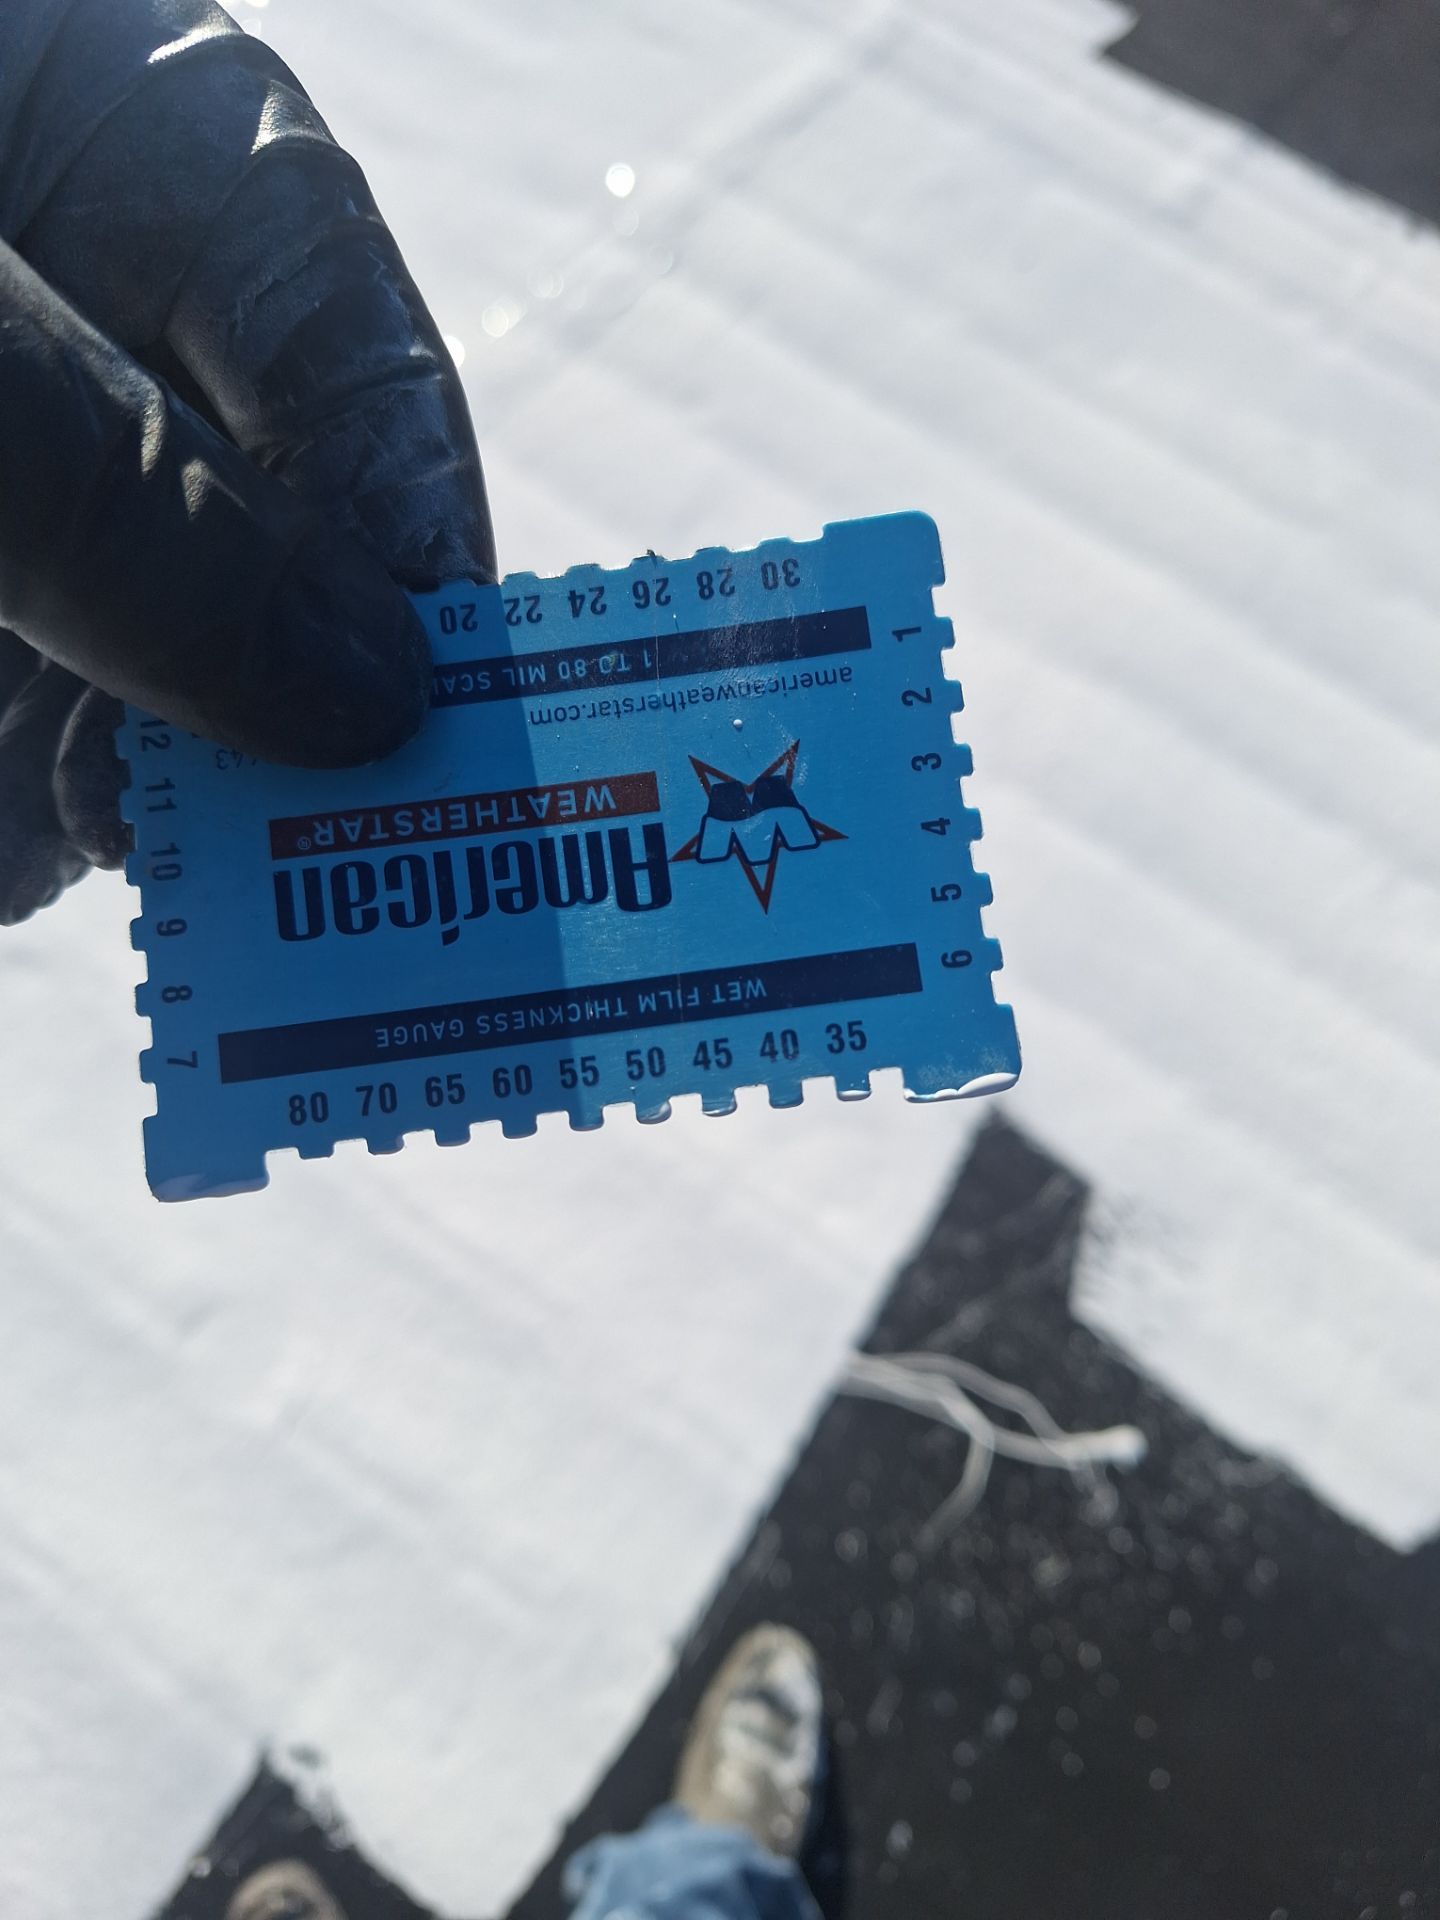 WET FILM THICKNESS GAUGE
American
WEATHERSTAR®
americanweatherstar.com
1 TO 80 MIL
30 28 26 24 22 20
1
2
3
4
5
6
7
8
9
10
11
12
80 70 65 60 55 50 45 40 35